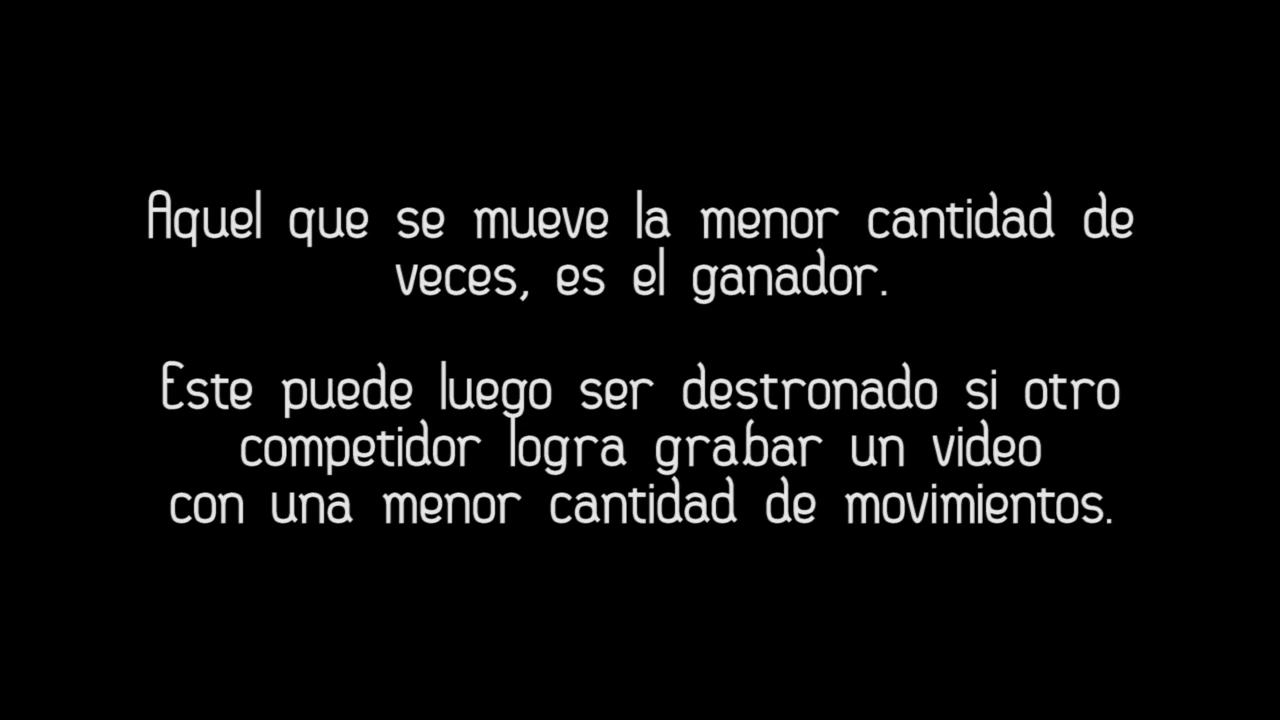 Aquel que se mueve la menor cantidad de
veces, es el ganador.
Este puede luego ser destronado si otro
competidor logra grabar un video
con una menor cantidad de movimientos.